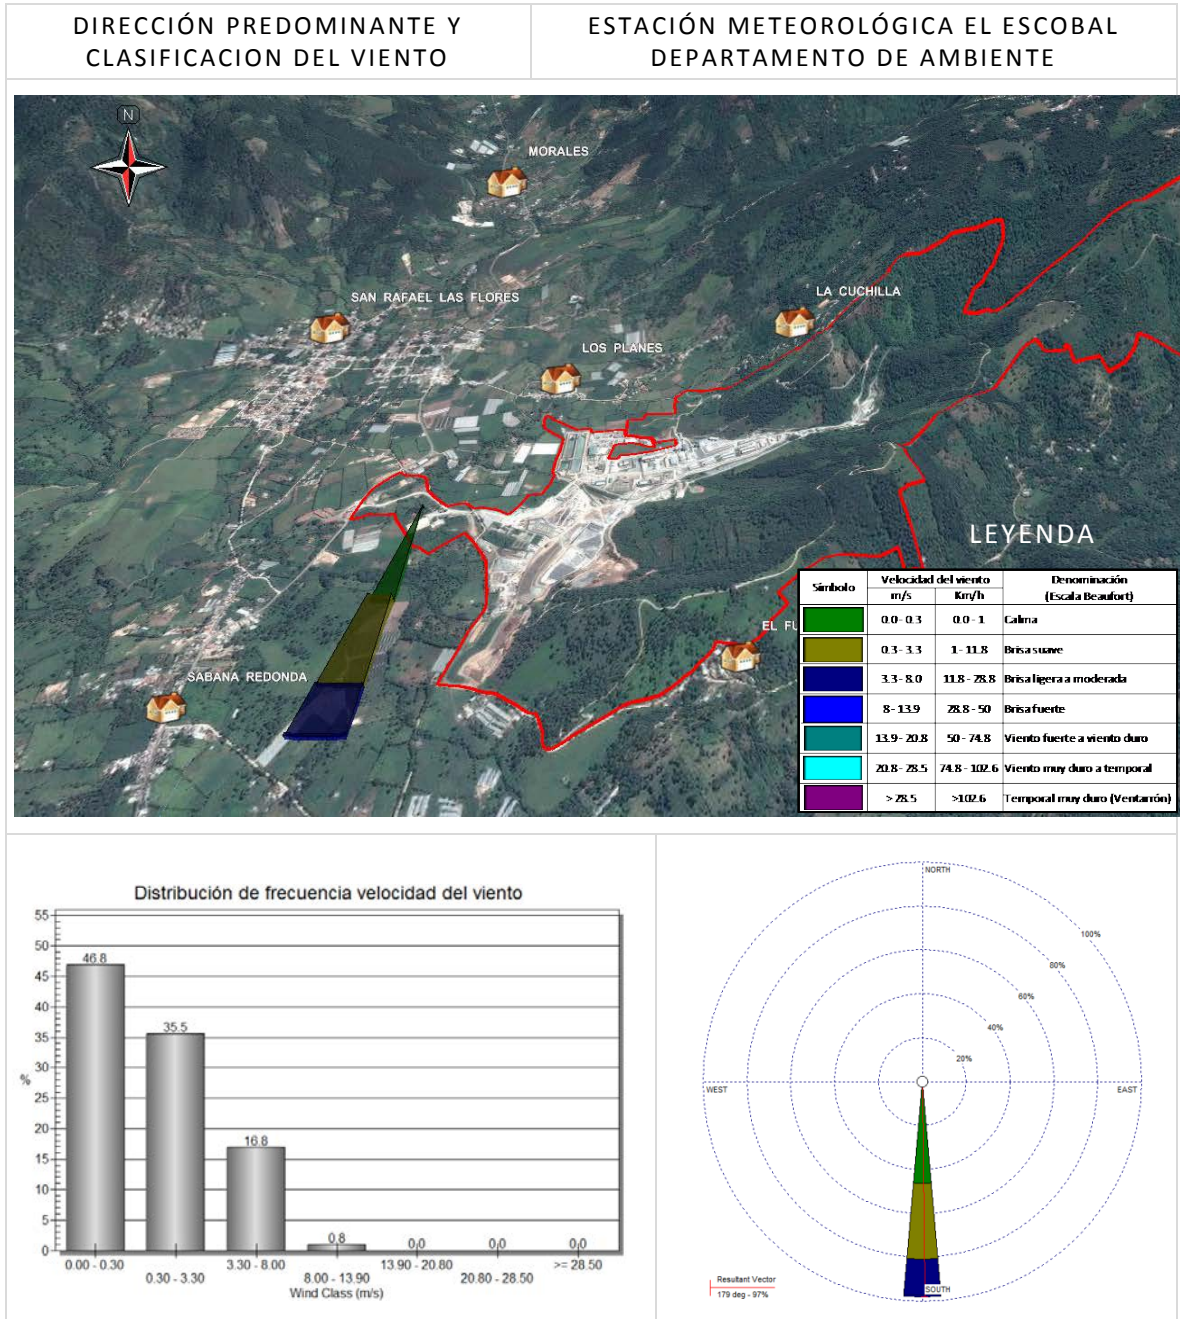 DIRECCIÓN PREDOMINANTE Y
CLASIFICACION DEL VIENTO
ESTACIÓN METEOROLÓGICA EL ESCOBAL
DEPARTAMENTO DE AMBIENTE
N
MORALES
SAN RAFAEL LAS FLORES
LA CUCHILLA
LOS PLANES
SABANA REDONDA
EL FU
LEYENDA
Símbolo Velocidad del viento Denominación
m/s Km/h (Escala Beaufort)
0.0 - 0.3 0.0 - 1 Calma
0.3 - 3.3 1 - 11.8 Brisa suave
3.3 - 8.0 11.8 - 28.8 Brisa ligera a moderada
8 - 13.9 28.8 - 50 Brisa fuerte
13.9 - 20.8 50 - 74.8 Viento fuerte a viento duro
20.8 - 28.5 74.8 - 102.6 Viento muy duro a temporal
> 28.5 >102.6 Temporal muy duro (Ventarrón)
Distribución de frecuencia velocidad del viento
55
50
45
40
35
30
25
20
15
10
5
0
%
46.8
35.5
16.8
0.8
0.0
0.0
0.0
0.00 - 0.30
0.30 - 3.30
3.30 - 8.00
8.00 - 13.90
13.90 - 20.80
20.80 - 28.50
>= 28.50
Wind Class (m/s)
NORTH
100%
80%
60%
40%
20%
WEST
EAST
SOUTH
Resultant Vector
179 deg - 97%